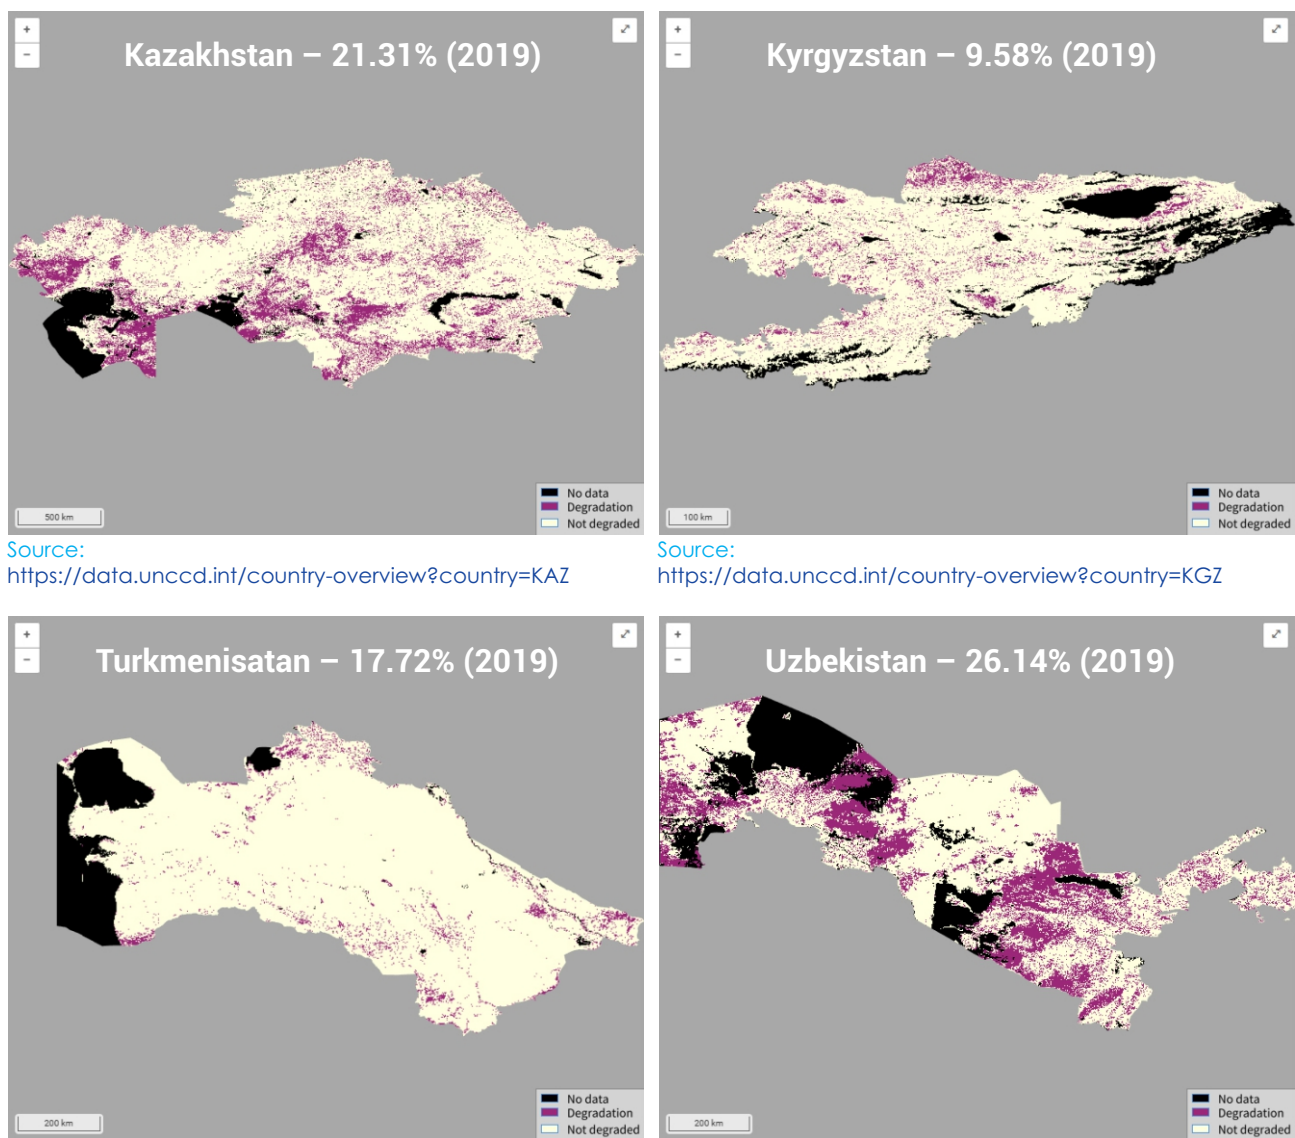 +
−
Kazakhstan – 21.31% (2019)
No data
Degradation
Not degraded
500 km
Source:
https://data.unccd.int/country-overview?country=KAZ
+
−
Kyrgyzstan – 9.58% (2019)
No data
Degradation
Not degraded
100 km
Source:
https://data.unccd.int/country-overview?country=KGZ
+
−
Turkmenisatan – 17.72% (2019)
No data
Degradation
Not degraded
200 km
+
−
Uzbekistan – 26.14% (2019)
No data
Degradation
Not degraded
200 km